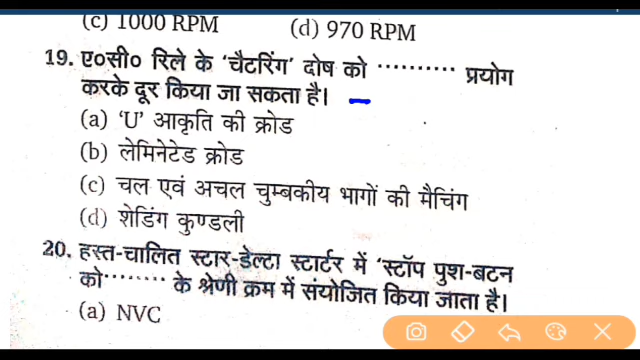 (c) 1000 RPM (d) 970 RPM
19. ए०सी० रिले के ‘चैटरिंग’ दोष को ·········· प्रयोग
करके दूर किया जा सकता है।
(a) ‘U’ आकृति की क्रोड
(b) लेमिनेटेड क्रोड
(c) चल एवं अचल चुम्बकीय भागों की मैचिंग
(d) शेडिंग कुण्डली
20. हस्त-चालित स्टार-डेल्टा स्टार्टर में ‘स्टॉप पुश-बटन
को········ के श्रेणी क्रम में संयोजित किया जाता है।
(a) NVC